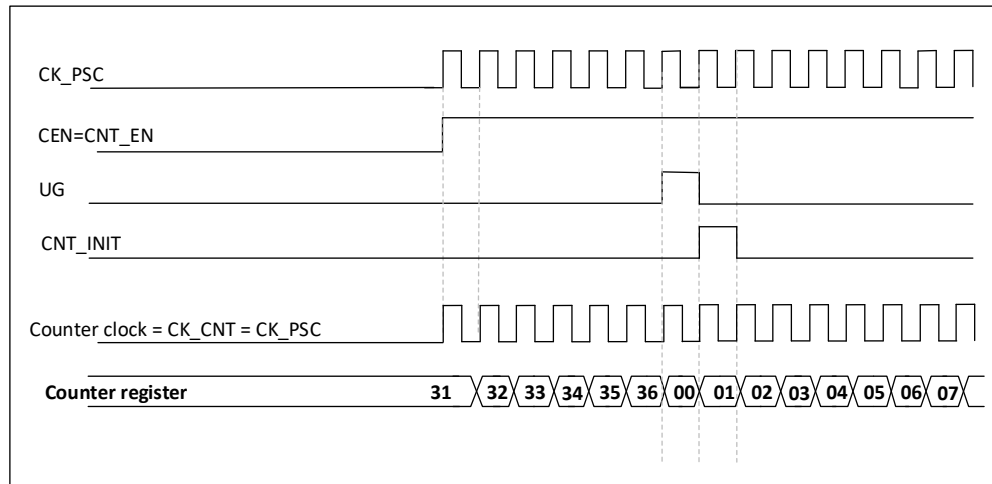 CK_PSC
CEN=CNT_EN
UG
CNT_INIT
Counter clock = CK_CNT = CK_PSC
Counter register 31 32 33 34 35 36 00 01 02 03 04 05 06 07